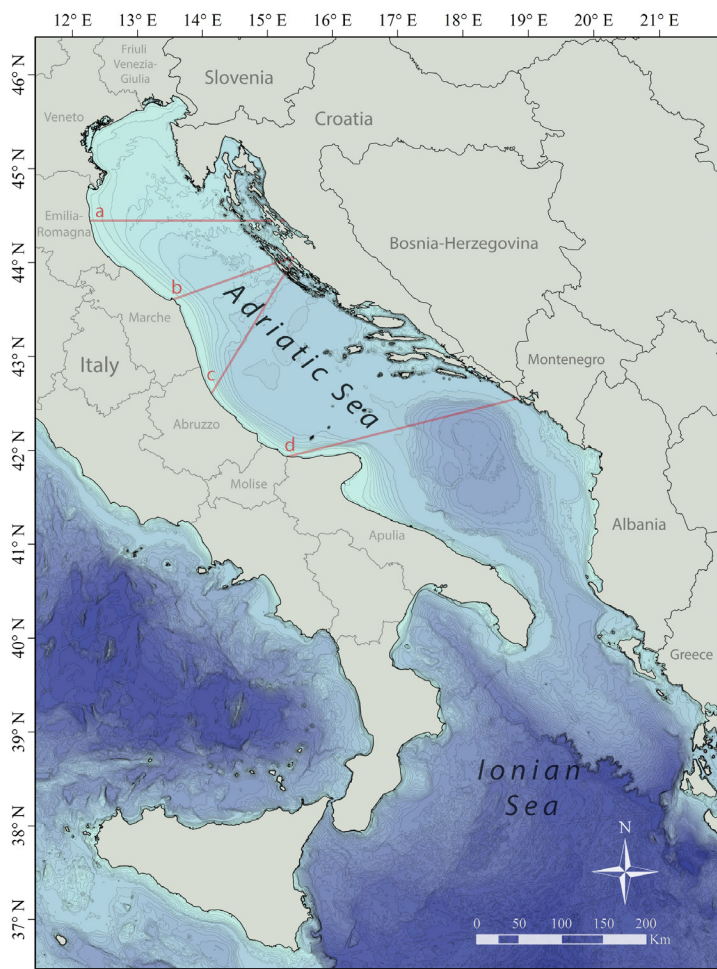 12° E 13° E 14° E 15° E 16° E 17° E 18° E 19° E 20° E 21° E
46° N
45° N
44° N
43° N
42° N
41° N
40° N
39° N
38° N
37° N
Friuli
Venezia-
Giulia
Slovenia
Veneto
Croatia
a
Emilia-
Romagna
Bosnia-Herzegovina
b
Adriatic Sea
Marche
Italy
Montenegro
c
Abruzzo
d
Molise
Apulia
Albania
Greece
Ionian
Sea
N
0 50 100 150 200
Km